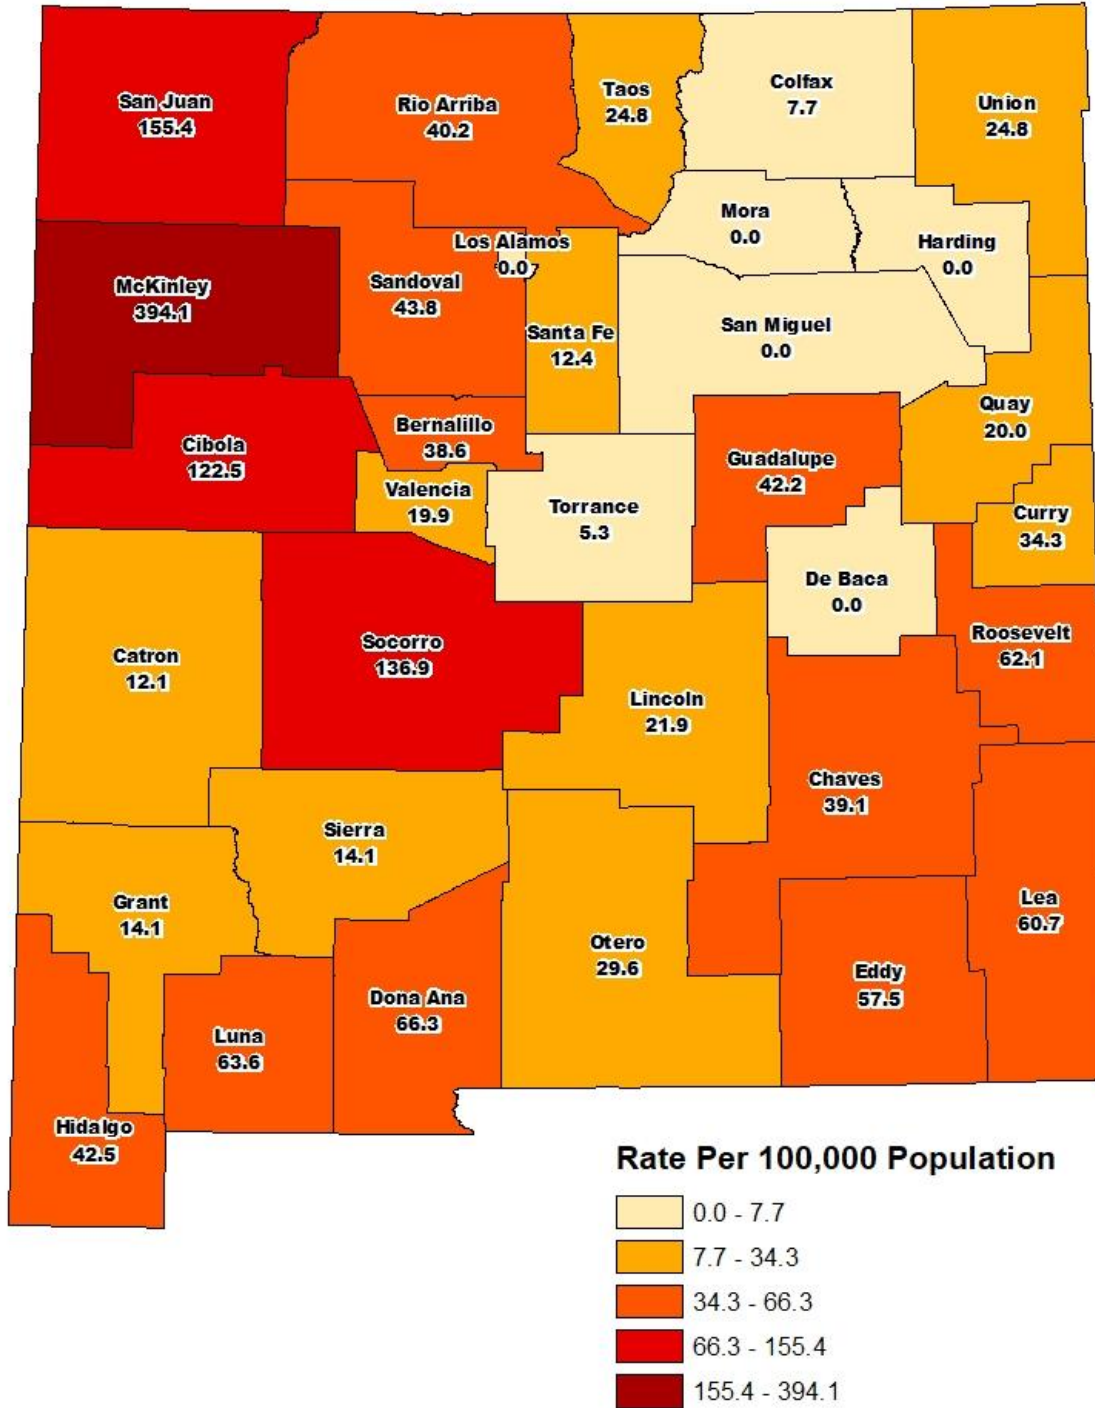 San Juan
155.4
Rio Arriba
40.2
Taos
24.8
Colfax
7.7
Union
24.8
Mora
0.0
Harding
0.0
Los Alamos
0.0
McKinley
394.1
Sandoval
43.8
Santa Fe
12.4
San Miguel
0.0
Quay
20.0
Cibola
122.5
Bernalillo
38.6
Guadalupe
42.2
Valencia
19.9
Torrance
5.3
Curry
34.3
De Baca
0.0
Roosevelt
62.1
Catron
12.1
Socorro
136.9
Lincoln
21.9
Chaves
39.1
Sierra
14.1
Grant
14.1
Lea
60.7
Otero
29.6
Eddy
57.5
Dona Ana
66.3
Luna
63.6
Hidalgo
42.5
Rate Per 100,000 Population
0.0 - 7.7
7.7 - 34.3
34.3 - 66.3
66.3 - 155.4
155.4 - 394.1